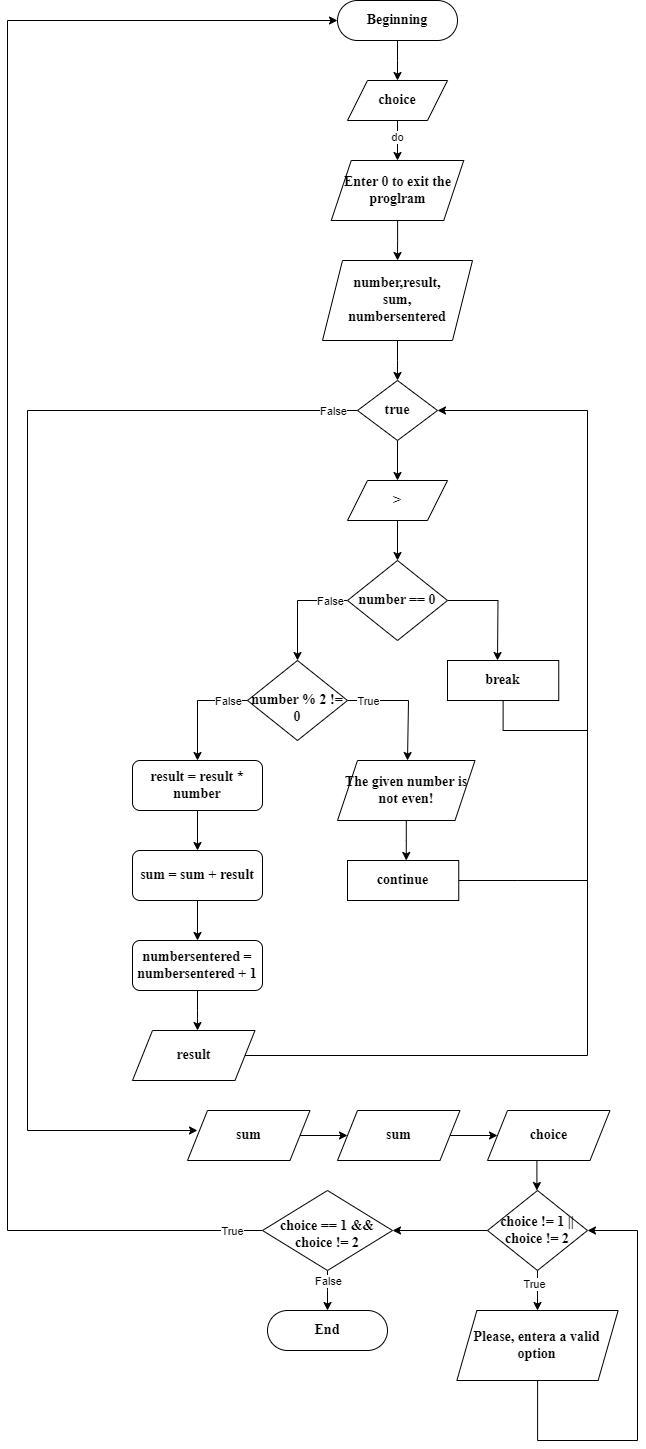 Beginning
choice
do
Enter 0 to exit the
proglram
number,result,
sum,
numbersentered
False
true
>
False
number == 0
False
number % 2 !=
0
True
break
result = result *
number
The given number is
not even!
sum = sum + result
continue
numbersentered =
numbersentered + 1
result
sum
sum
choice
True
choice == 1 &&
choice != 2
choice != 1 ||
choice != 2
False
True
End
Please, entera a valid
option